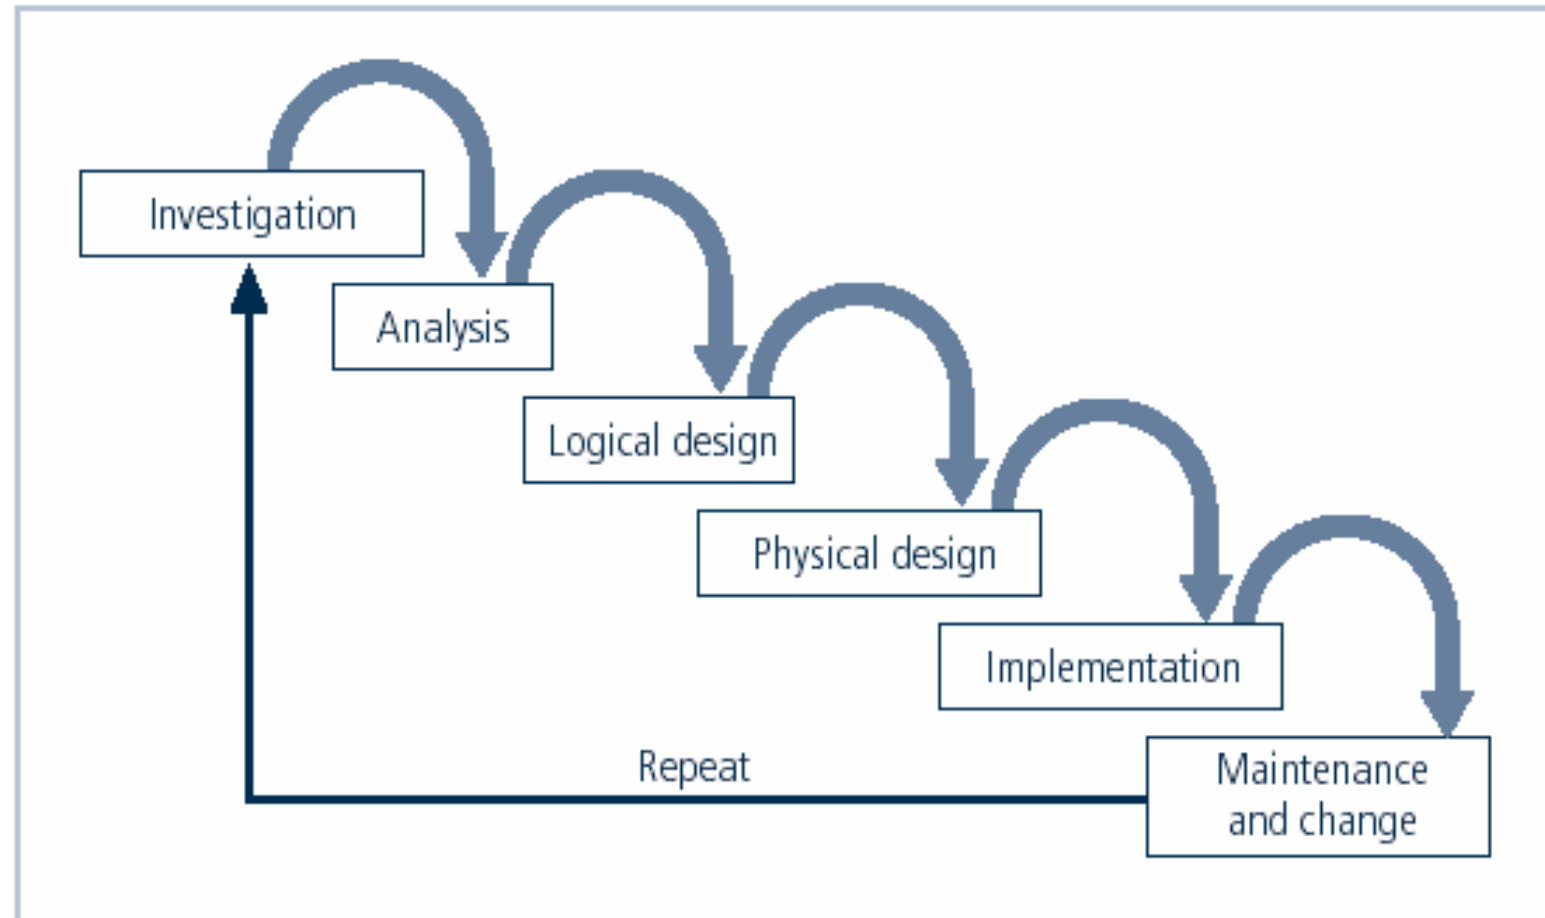 Investigation
Analysis
Logical design
Physical design
Implementation
Repeat
Maintenance
and change